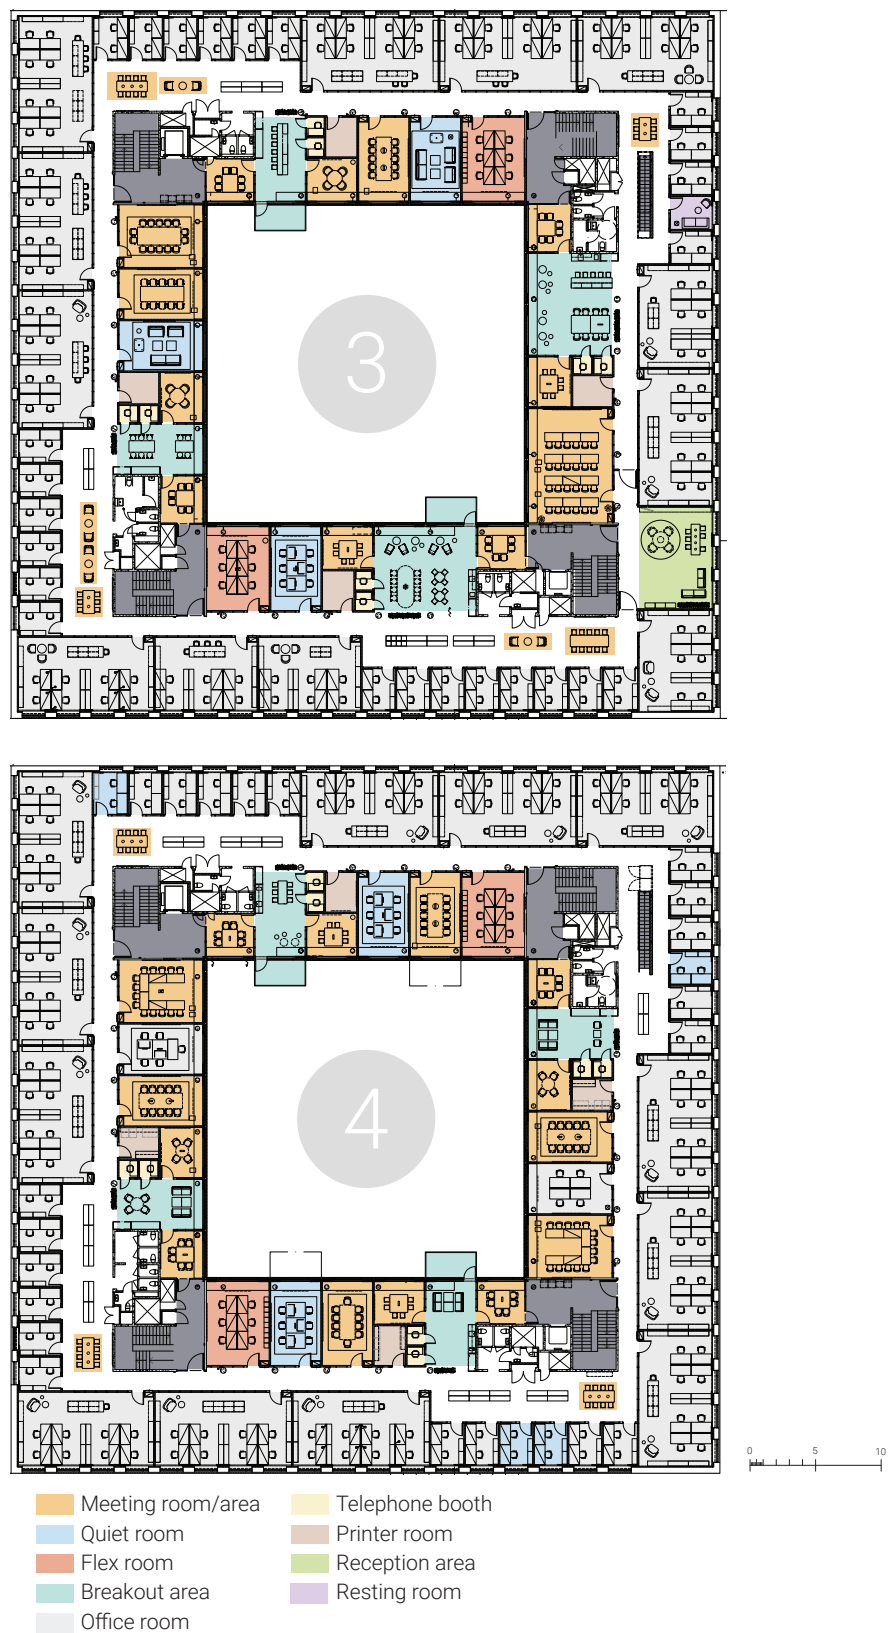 3
4
0 5 10
Meeting room/area
Telephone booth
Quiet room
Printer room
Flex room
Reception area
Breakout area
Resting room
Office room